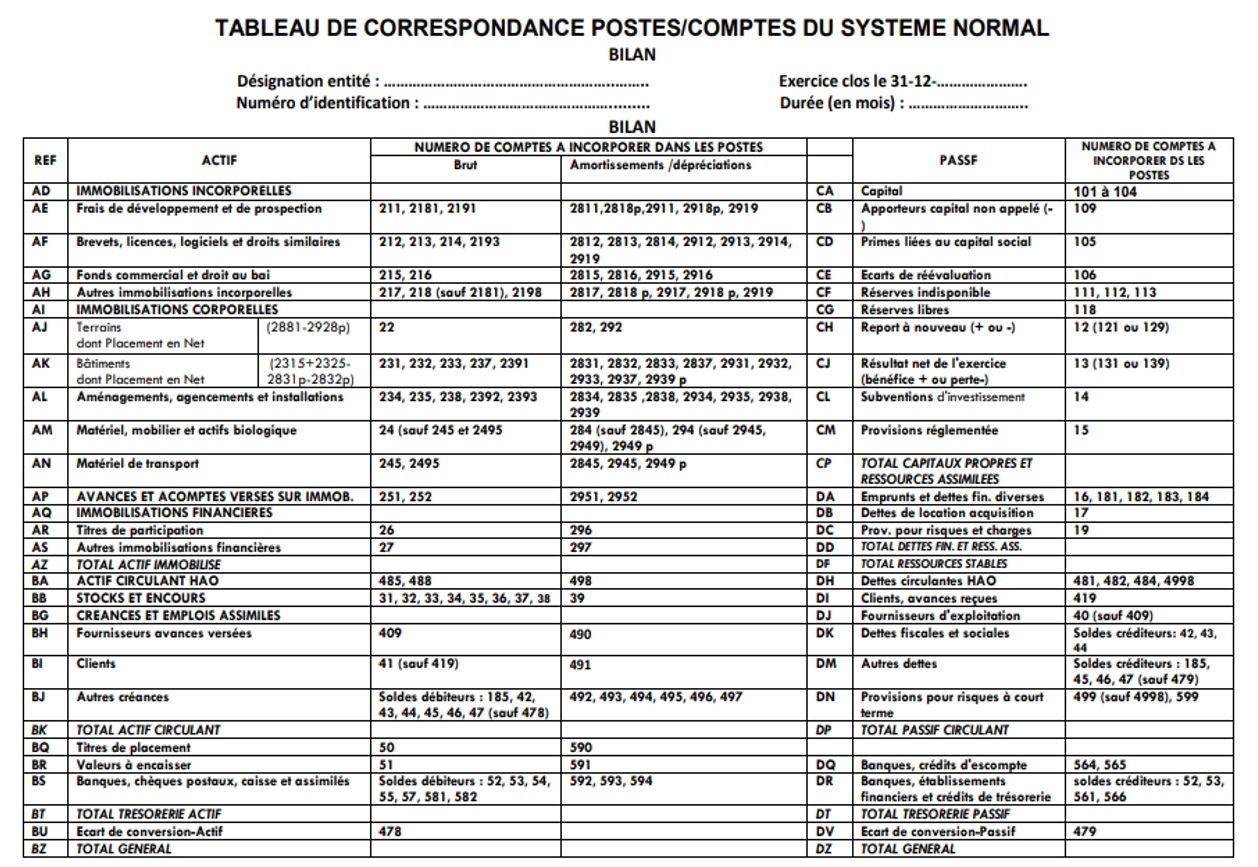 TABLEAU DE CORRESPONDANCE POSTES/COMPTES DU SYSTEME NORMAL
BILAN
Désignation entité : ………………………………………………………… Exercice clos le 31-12-………………….
Numéro d'identification : ………………………………………………… Durée (en mois) : ………………………..
BILAN
REF | ACTIF | NUMERO DE COMPTES A INCORPORER DANS LES POSTES | | PASSF | NUMERO DE COMPTES A INCORPORER DS LES POSTES
Brut | Amortissements /dépréciations
AD | IMMOBILISATIONS INCORPORELLES | | | CA | Capital | 101 à 104
AE | Frais de développement et de prospection | 211, 2181, 2191 | 2811,2818p,2911, 2918p, 2919 | CB | Apporteurs capital non appelé (-) | 109
AF | Brevets, licences, logiciels et droits similaires | 212, 213, 214, 2193 | 2812, 2813, 2814, 2912, 2913, 2914, 2919 | CD | Primes liées au capital social | 105
AG | Fonds commercial et droit au bai | 215, 216 | 2815, 2816, 2915, 2916 | CE | Ecarts de réévaluation | 106
AH | Autres immobilisations incorporelles | 217, 218 (sauf 2181), 2198 | 2817, 2818 p, 2917, 2918 p, 2919 | CF | Réserves indisponible | 111, 112, 113
AI | IMMOBILISATIONS CORPORELLES | | | CG | Réserves libres | 118
AJ | Terrains dont Placement en Net | (2881-2928p) | 22 | 282, 292 | CH | Report à nouveau (+ ou -) | 12 (121 ou 129)
AK | Bâtiments dont Placement en Net | (2315+2325-2831p-2832p) | 231, 232, 233, 237, 2391 | 2831, 2832, 2833, 2837, 2931, 2932, 2933, 2937, 2939 p | CJ | Résultat net de l'exercice (bénéfice + ou perte-) | 13 (131 ou 139)
AL | Aménagements, agencements et installations | 234, 235, 238, 2392, 2393 | 2834, 2835 ,2838, 2934, 2935, 2938, 2939 | CL | Subventions d'investissement | 14
AM | Matériel, mobilier et actifs biologique | 24 (sauf 245 et 2495 | 284 (sauf 2845), 294 (sauf 2945, 2949), 2949 p | CM | Provisions réglementée | 15
AN | Matériel de transport | 245, 2495 | 2845, 2945, 2949 p | CP | TOTAL CAPITAUX PROPRES ET RESSOURCES ASSIMILEES
AP | AVANCES ET ACOMPTES VERSES SUR IMMOB. | 251, 252 | 2951, 2952 | DA | Emprunts et dettes fin. diverses | 16, 181, 182, 183, 184
AQ | IMMOBILISATIONS FINANCIERES | | | DB | Dettes de location acquisition | 17
AR | Titres de participation | 26 | 296 | DC | Prov. pour risques et charges | 19
AS | Autres immobilisations financières | 27 | 297 | DD | TOTAL DETTES FIN. ET RESS. ASS.
AZ | TOTAL ACTIF IMMOBILISE | | | DF | TOTAL RESSOURCES STABLES
BA | ACTIF CIRCULANT HAO | 485, 488 | 498 | DH | Dettes circulantes HAO | 481, 482, 484, 4998
BB | STOCKS ET ENCOURS | 31, 32, 33, 34, 35, 36, 37, 38 | 39 | DI | Clients, avances reçues | 419
BG | CREANCES ET EMPLOIS ASSIMILES | | | DJ | Fournisseurs d'exploitation | 40 (sauf 409)
BH | Fournisseurs avances versées | 409 | 490 | DK | Dettes fiscales et sociales | Soldes créditeurs: 42, 43, 44
BI | Clients | 41 (sauf 419) | 491 | DM | Autres dettes | Soldes créditeurs : 185, 45, 46, 47 (sauf 479)
BJ | Autres créances | Soldes débiteurs : 185, 42, 43, 44, 45, 46, 47 (sauf 478) | 492, 493, 494, 495, 496, 497 | DN | Provisions pour risques à court terme | 499 (sauf 4998), 599
BK | TOTAL ACTIF CIRCULANT | | | DP | TOTAL PASSIF CIRCULANT
BQ | Titres de placement | 50 | 590
BR | Valeurs à encaisser | 51 | 591 | DQ | Banques, crédits d'escompte | 564, 565
BS | Banques, chèques postaux, caisse et assimilés | Soldes débiteurs : 52, 53, 54, 55, 57, 581, 582 | 592, 593, 594 | DR | Banques, établissements financiers et crédits de trésorerie | soldes créditeurs : 52, 53, 561, 566
BT | TOTAL TRESORERIE ACTIF | | | DT | TOTAL TRESORERIE PASSIF
BU | Ecart de conversion-Actif | 478 | | DV | Ecart de conversion-Passif | 479
BZ | TOTAL GENERAL | | | DZ | TOTAL GENERAL